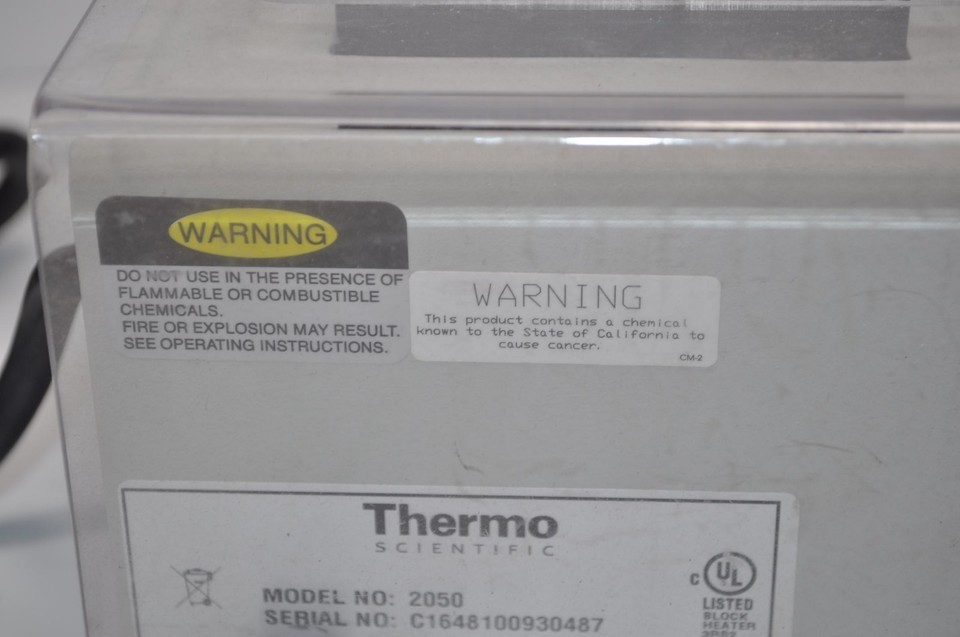 WARNING
DO NOT USE IN THE PRESENCE OF
FLAMMABLE OR COMBUSTIBLE
CHEMICALS.
FIRE OR EXPLOSION MAY RESULT.
SEE OPERATING INSTRUCTIONS.
WARNING
This product contains a chemical
known to the State of California to
cause cancer.
CM-2
Thermo
SCIENTIFIC
MODEL NO: 2050
SERIAL NO: C1648100930487
C UL
LISTED
BLOCK
HEATER